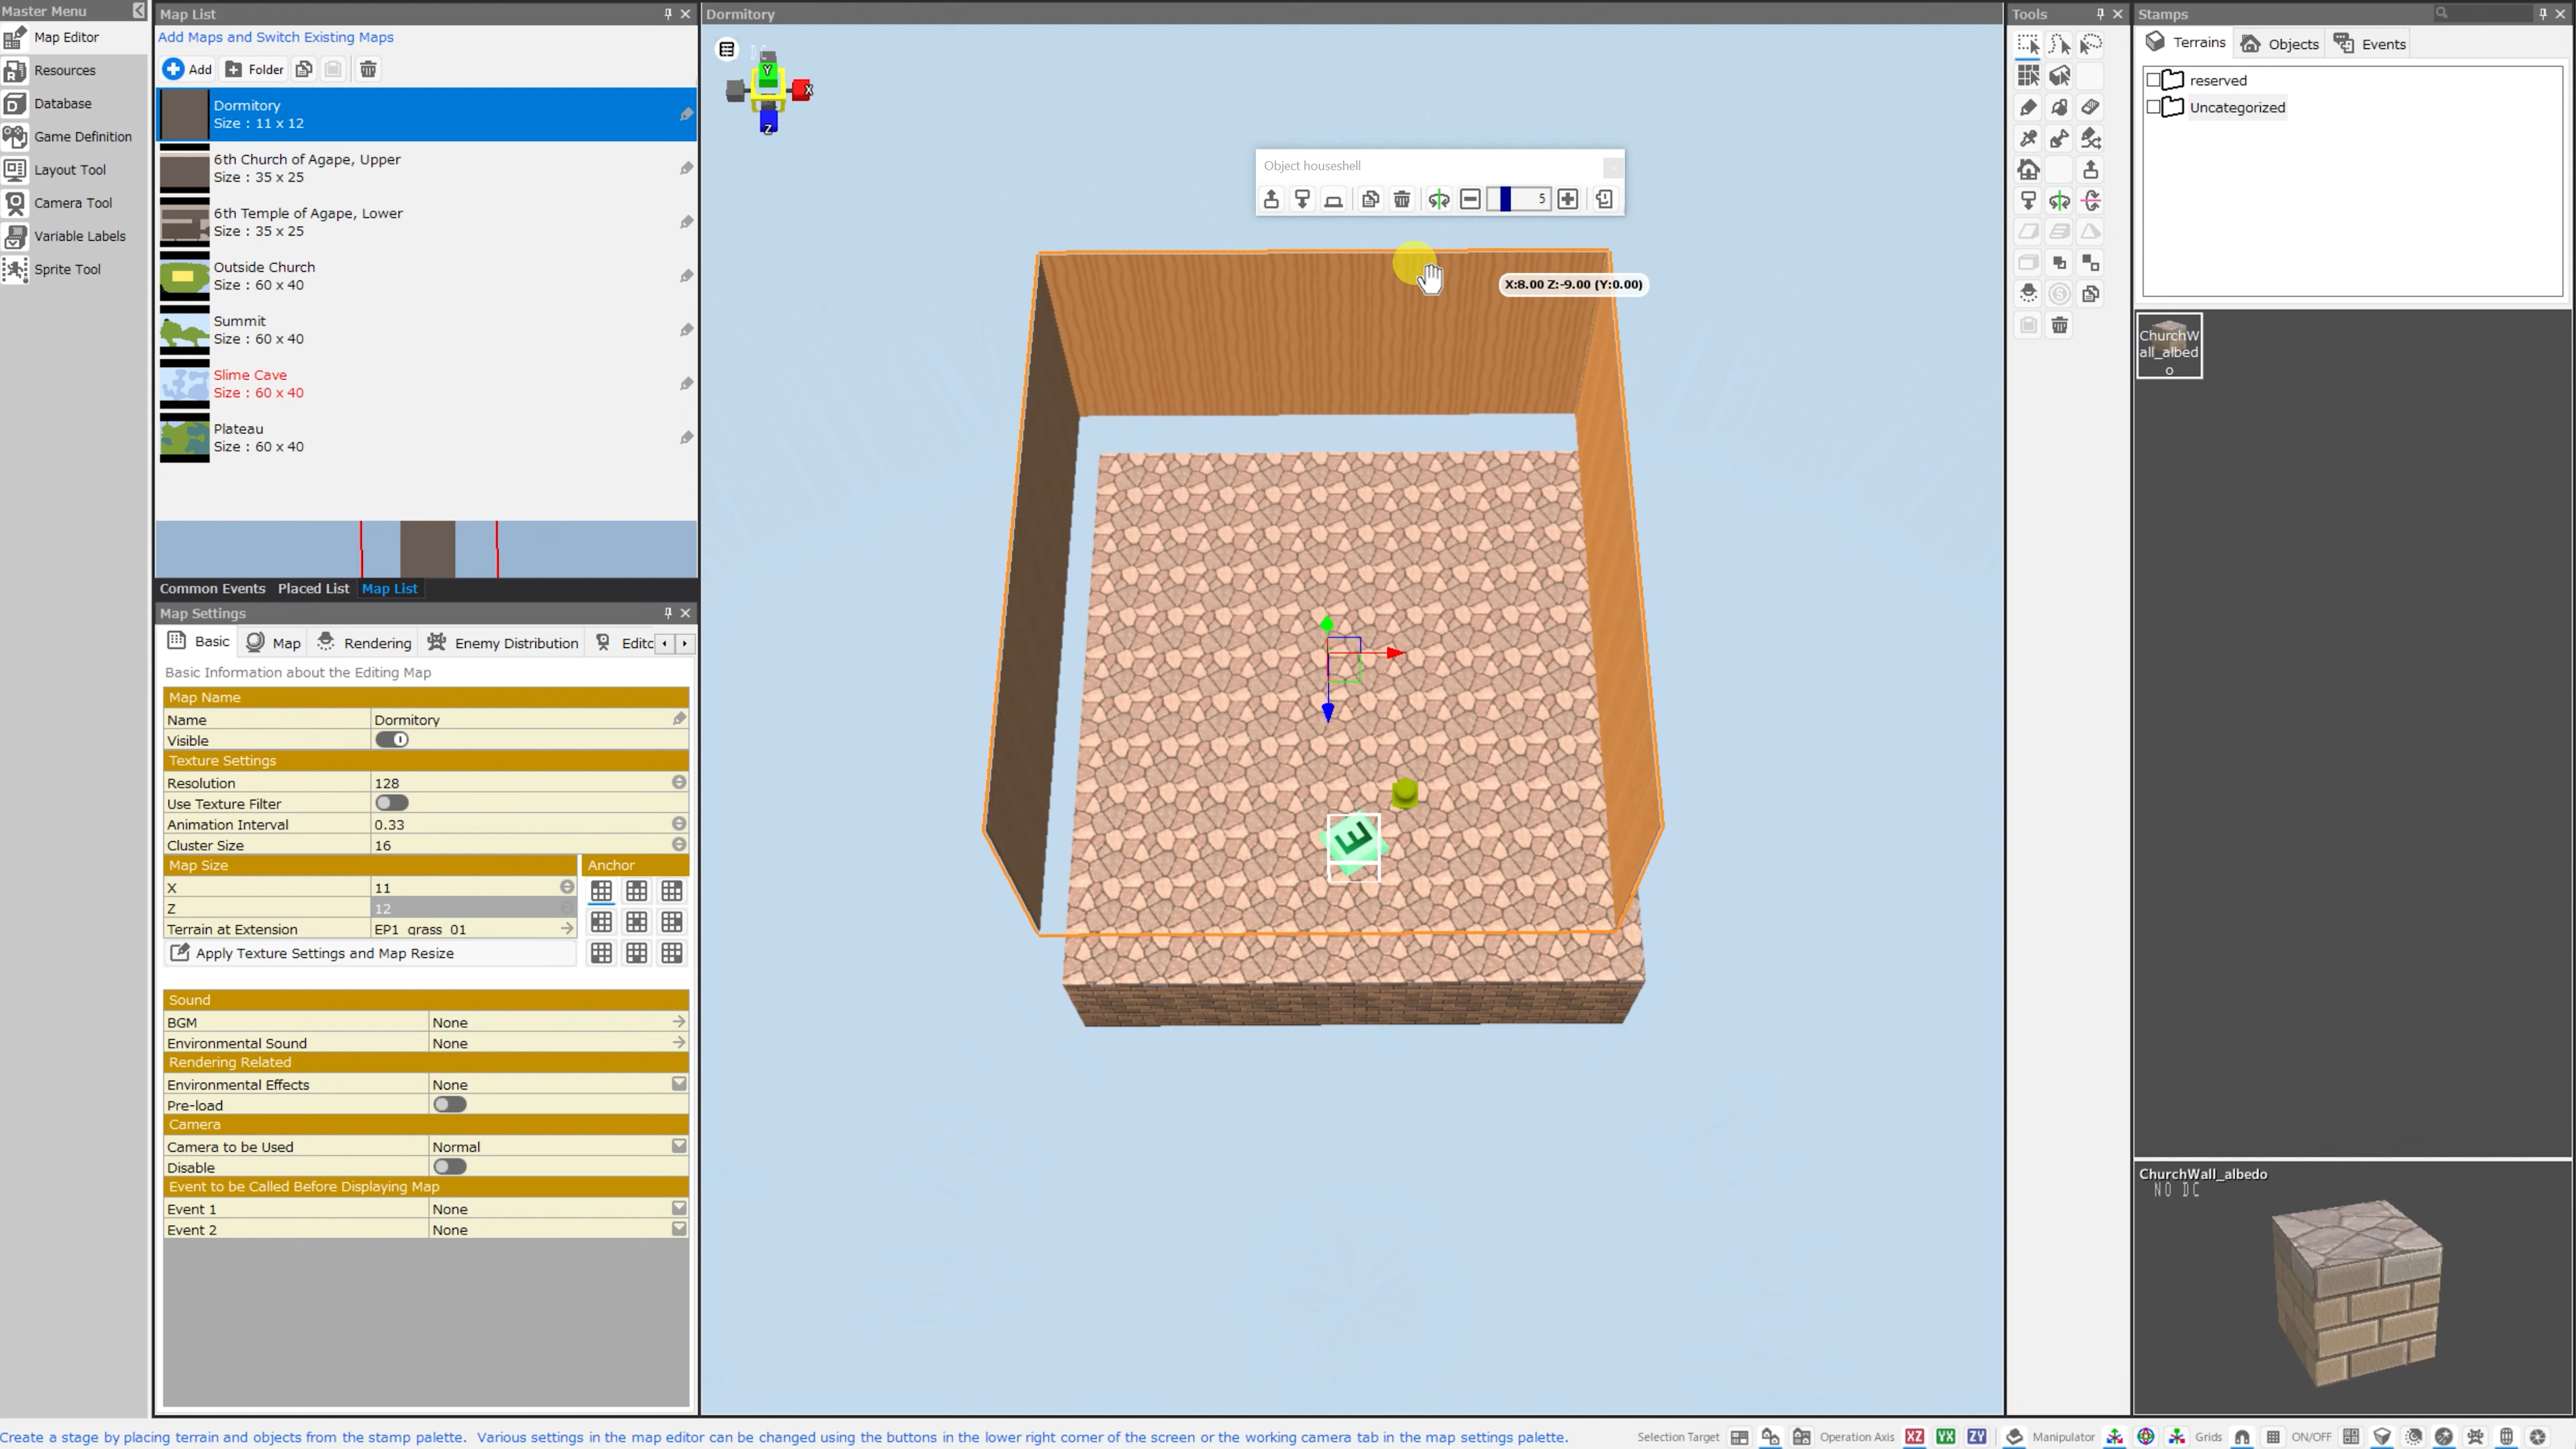 Master Menu
Map Editor
Resources
Database
Game Definition
Layout Tool
Camera Tool
Variable Labels
Sprite Tool
Map List
Add Maps and Switch Existing Maps
Add
Folder
Dormitory
Size : 11 x 12
6th Church of Agape, Upper
Size : 35 x 25
6th Temple of Agape, Lower
Size : 35 x 25
Outside Church
Size : 60 x 40
Summit
Size : 60 x 40
Slime Cave
Size : 60 x 40
Plateau
Size : 60 x 40
Common Events Placed List Map List
Map Settings
Basic Map Rendering Enemy Distribution Editc
Basic Information about the Editing Map
Map Name
Name Dormitory
Visible
Texture Settings
Resolution 128
Use Texture Filter
Animation Interval 0.33
Cluster Size 16
Map Size Anchor
X 11
Z 12
Terrain at Extension EP1_grass_01
Apply Texture Settings and Map Resize
Sound
BGM None
Environmental Sound None
Rendering Related
Environmental Effects None
Pre-load
Camera
Camera to be Used Normal
Disable
Event to be Called Before Displaying Map
Event 1 None
Event 2 None
Dormitory
Y
X
Z
Object houseshell
5
X:8.00 Z:-9.00 (Y:0.00)
E
Tools
Stamps
Terrains Objects Events
reserved
Uncategorized
ChurchW
all_albed
o
ChurchWall_albedo
NO DC
Create a stage by placing terrain and objects from the stamp palette. Various settings in the map editor can be changed using the buttons in the lower right corner of the screen or the working camera tab in the map settings palette.
Selection Target Operation Axis XZ YX ZY Manipulator Grids ON/OFF